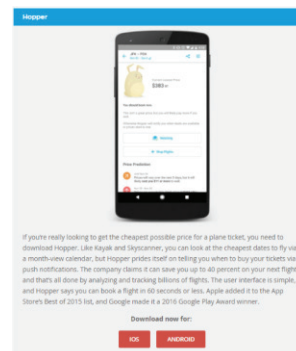 Hopper
$383
Price Prediction
If you're really looking to get the cheapest possible price for a plane ticket, you need to
download Hopper. Like Kayak and Skyscanner, you can look at the cheapest dates to fly via
a month-view calendar, but Hopper prides itself on telling you when to buy your tickets via
push notifications. The company claims it can save you up to 40 percent on your next flight
and that's all done by analyzing and tracking billions of flights. The user interface is simple,
and Hopper says you can book a flight in 60 seconds or less. Apple added it to the App
Store's Best of 2015 list, and Google made it a 2016 Google Play Award winner.
Download now for:
IOS ANDROID